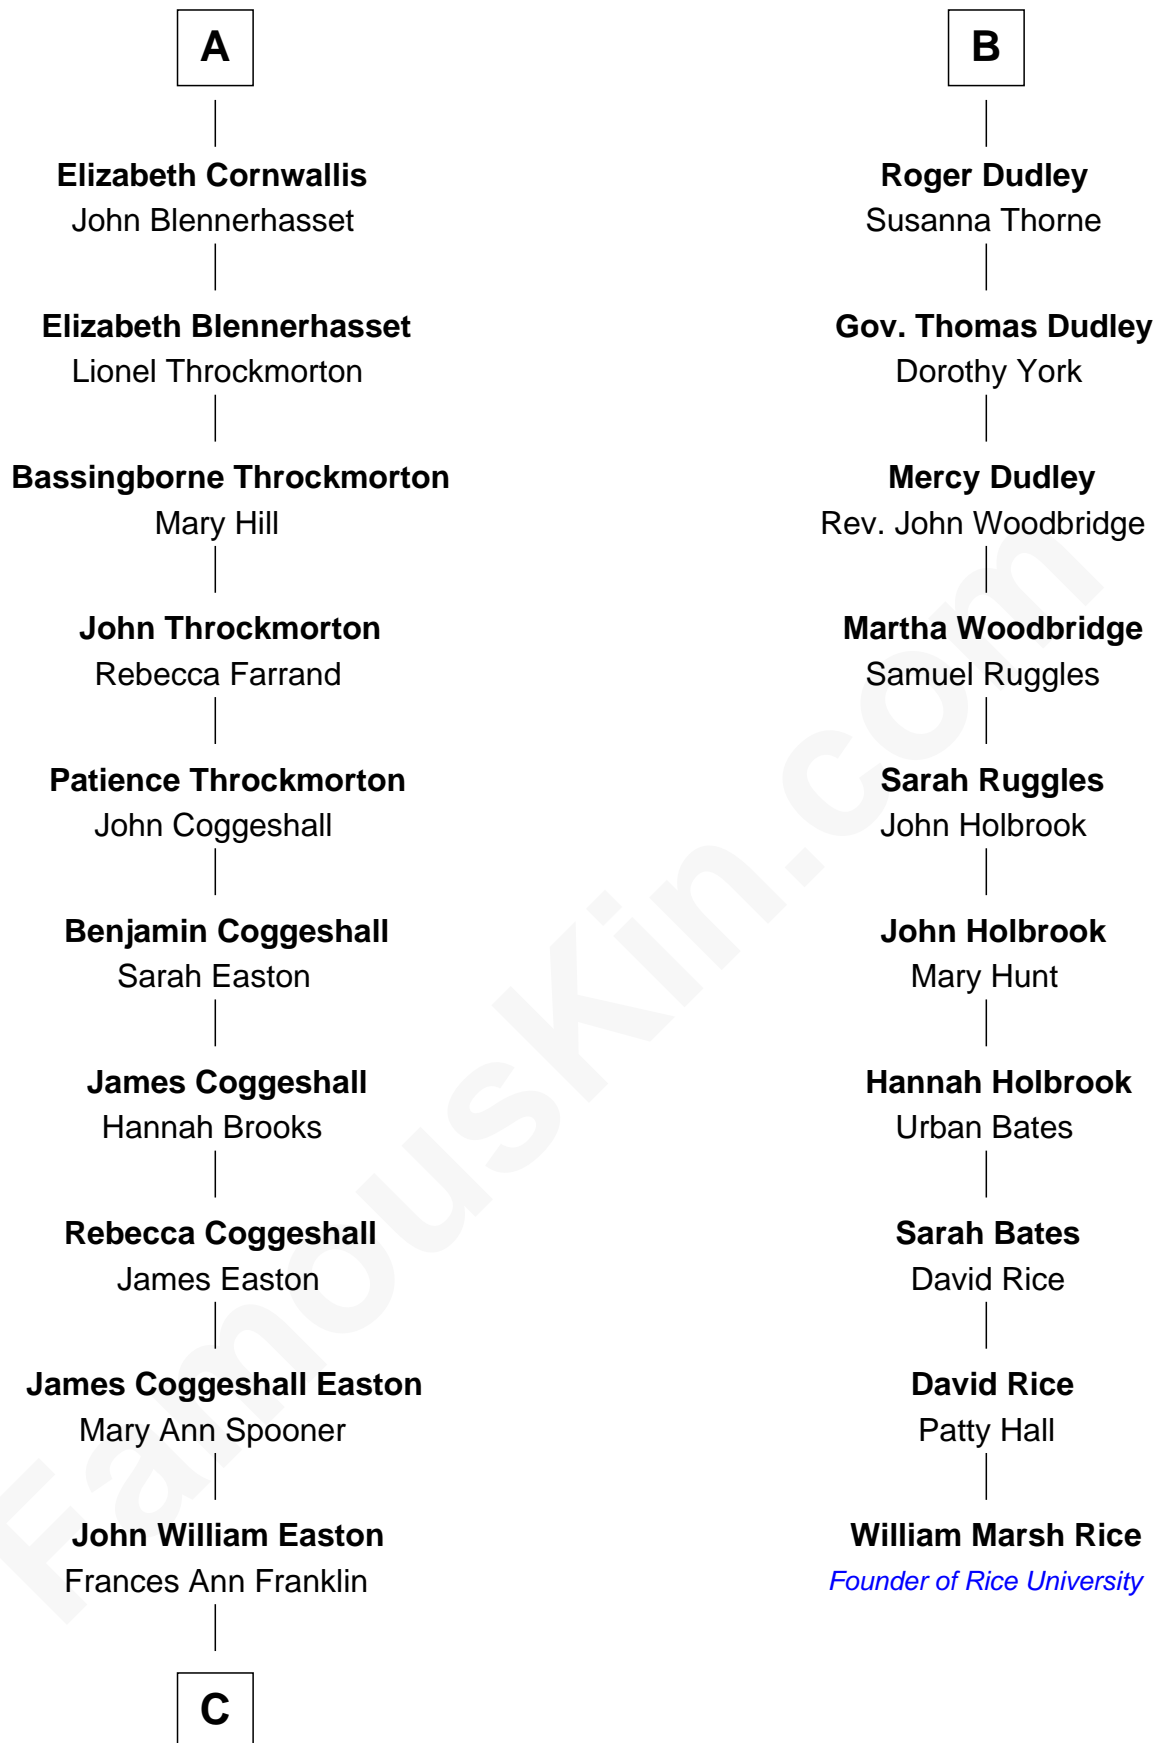 A
Elizabeth Cornwallis
John Blennerhasset
Elizabeth Blennerhasset
Lionel Throckmorton
Bassingborne Throckmorton
Mary Hill
John Throckmorton
Rebecca Farrand
Patience Throckmorton
John Coggeshall
Benjamin Coggeshall
Sarah Easton
James Coggeshall
Hannah Brooks
Rebecca Coggeshall
James Easton
James Coggeshall Easton
Mary Ann Spooner
John William Easton
Frances Ann Franklin
C
B
Roger Dudley
Susanna Thorne
Gov. Thomas Dudley
Dorothy York
Mercy Dudley
Rev. John Woodbridge
Martha Woodbridge
Samuel Ruggles
Sarah Ruggles
John Holbrook
John Holbrook
Mary Hunt
Hannah Holbrook
Urban Bates
Sarah Bates
David Rice
David Rice
Patty Hall
William Marsh Rice
Founder of Rice University
FamousKin.com